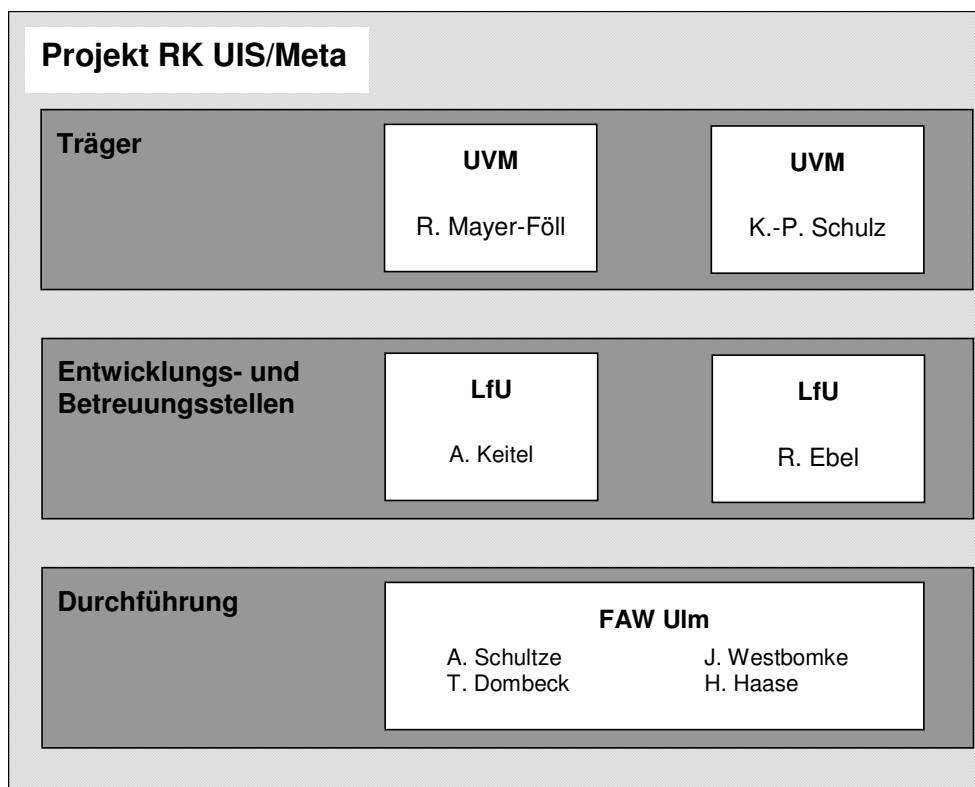 Projekt RK UIS/Meta
Träger
UVM
R. Mayer-Föll
UVM
K.-P. Schulz
Entwicklungs- und
Betreuungsstellen
LfU
A. Keitel
LfU
R. Ebel
Durchführung
FAW Ulm
A. Schultze
T. Dombeck
J. Westbomke
H. Haase